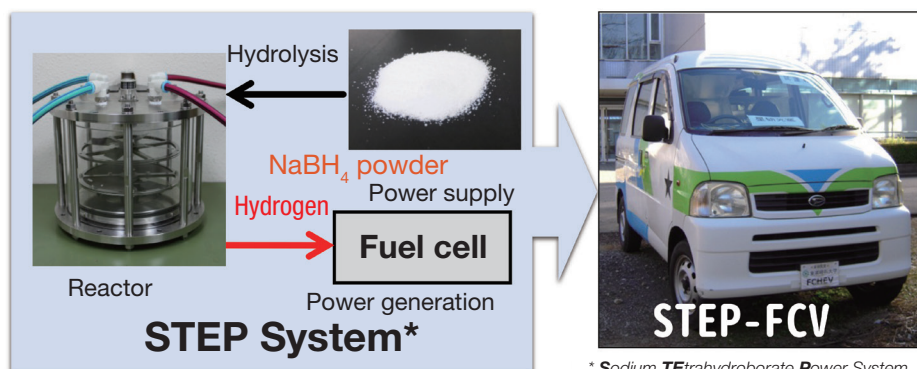 Hydrolysis
NaBH₄ powder
Power supply
Hydrogen
Fuel cell
Reactor
Power generation
STEP System*
FCHEV
STEP-FCV
* Sodium TEtrahydroborate Power System